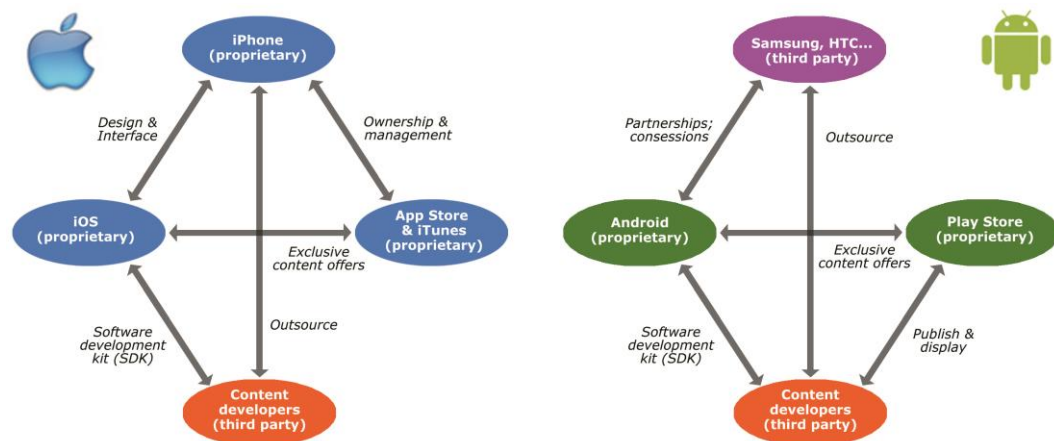 iPhone
(proprietary)
Design &
Interface
Ownership &
management
iOS
(proprietary)
App Store
& iTunes
(proprietary)
Exclusive
content offers
Software
development
kit (SDK)
Outsource
Content
developers
(third party)
Samsung, HTC...
(third party)
Partnerships;
consessions
Outsource
Android
(proprietary)
Play Store
(proprietary)
Exclusive
content offers
Software
development
kit (SDK)
Publish &
display
Content
developers
(third party)